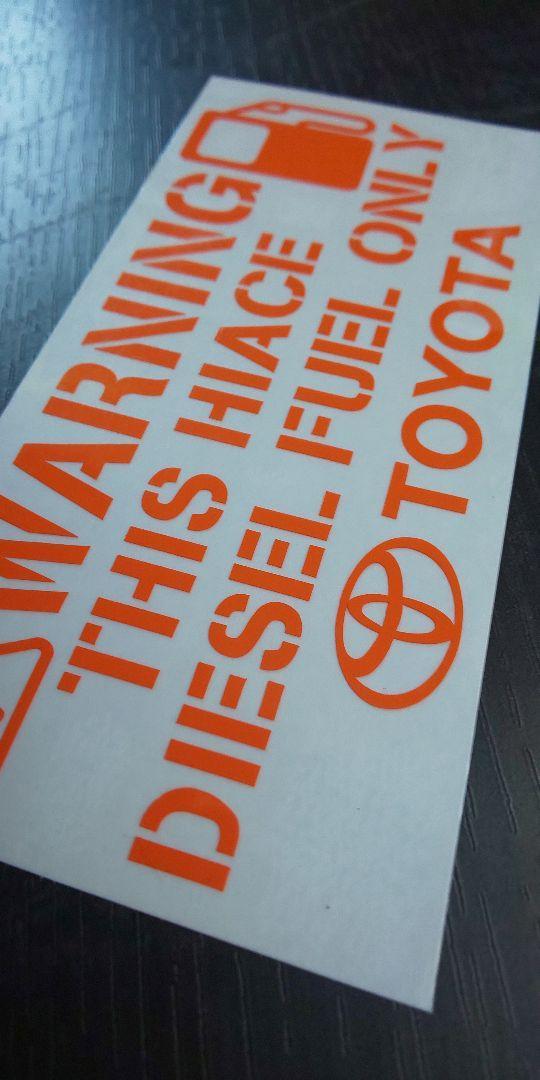 WARNING
THIS HIACE
DIESEL FUEL ONLY
TOYOTA